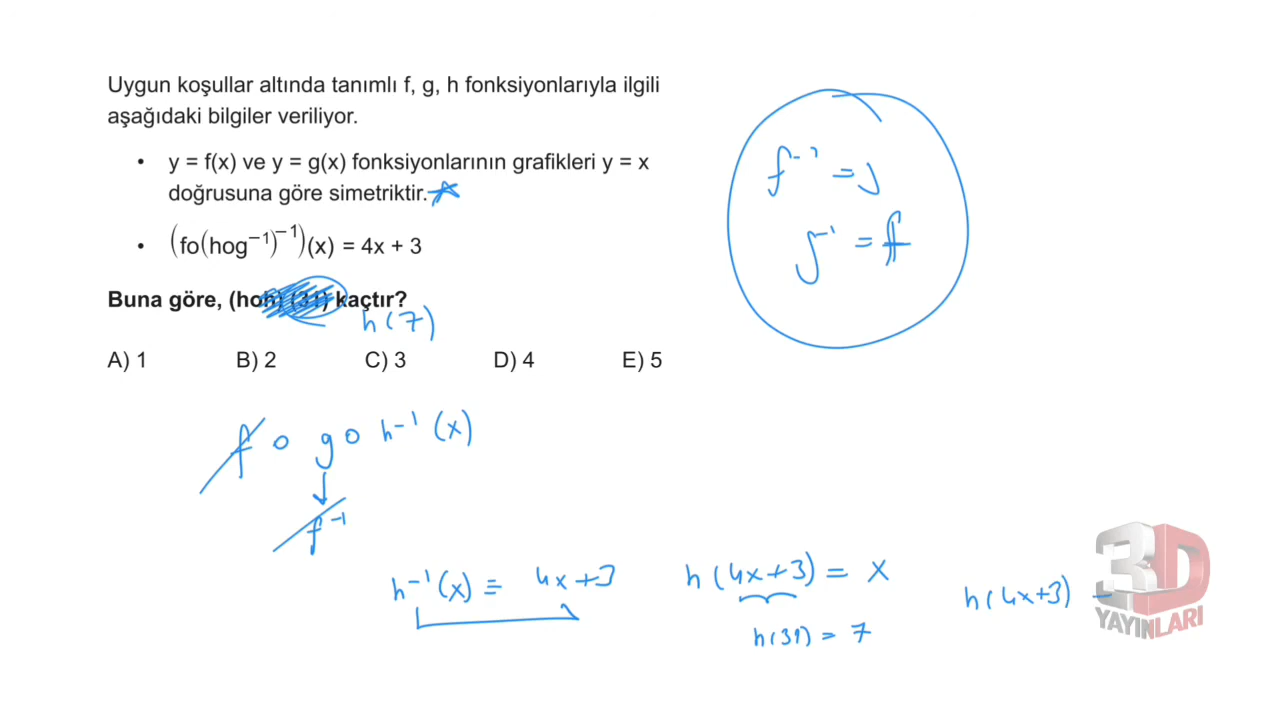 Uygun koşullar altında tanımlı f, g, h fonksiyonlarıyla ilgili
aşağıdaki bilgiler veriliyor.
• y = f(x) ve y = g(x) fonksiyonlarının grafikleri y = x
doğrusuna göre simetriktir.
• (fo(hog⁻¹)⁻¹)(x) = 4x + 3
Buna göre, (hoh) (31) kaçtır?
h(7)
A) 1 B) 2 C) 3 D) 4 E) 5
f⁻¹ = g
g⁻¹ = f
f o g o h⁻¹ (x)
f⁻¹
h⁻¹(x) = 4x+3
h(4x+3) = x
h(31) = 7
h(4x+3) =
3D
YAYINLARI